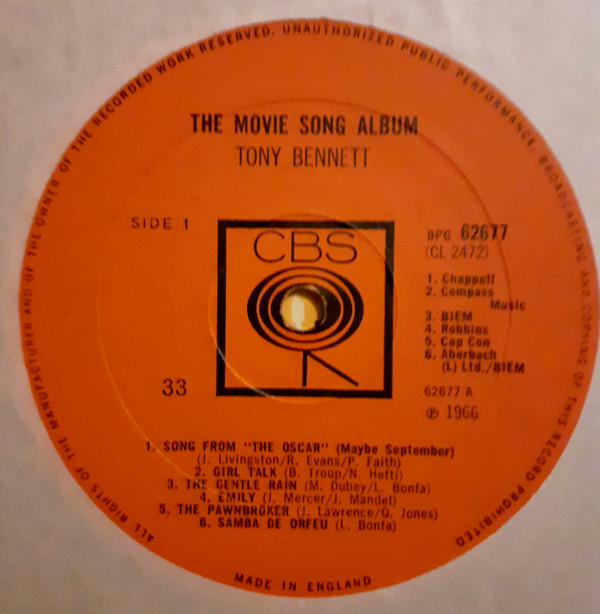 ALL RIGHTS OF THE MANUFACTURER AND OF THE OWNER OF THE RECORDED WORK RESERVED. UNAUTHORIZED PUBLIC PERFORMANCE, BROADCASTING AND COPYING OF THIS RECORD PROHIBITED
THE MOVIE SONG ALBUM
TONY BENNETT
SIDE 1
CBS
BPG 62677
(CL 2472)
1. Chappell
2. Compass
Music
3. BIEM
4. Robbins
5. Cop Con
6. Aberbach
(L) Ltd./BIEM
33
62677 A
℗ 1966
1. SONG FROM "THE OSCAR" (Maybe September)
(J. Livingston/R. Evans/P. Faith)
2. GIRL TALK (B. Troup/N. Hefti)
3. THE GENTLE RAIN (M. Dubey/L. Bonfa)
4. EMILY (J. Mercer/J. Mandel)
5. THE PAWNBROKER (J. Lawrence/Q. Jones)
6. SAMBA DE ORFEU (L. Bonfa)
MADE IN ENGLAND